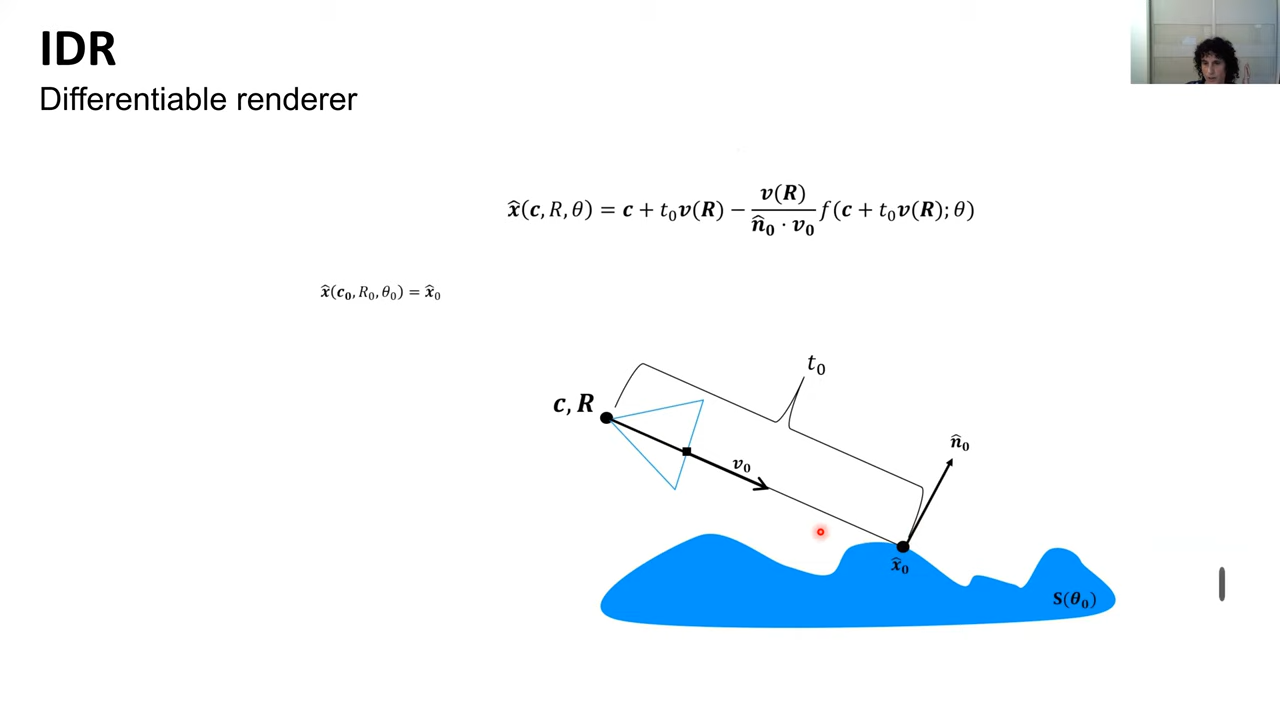 IDR
Differentiable renderer
x̂(c, R, θ) = c + t₀v(R) − v(R)/(n̂₀ · v₀) f(c + t₀v(R); θ)
x̂(c₀, R₀, θ₀) = x̂₀
t₀
c, R
n̂₀
v₀
x̂₀
S(θ₀)